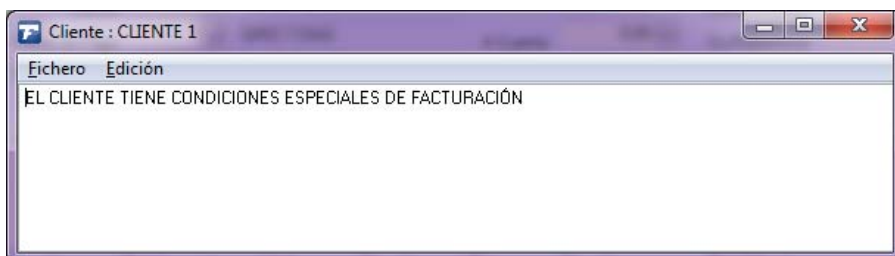 Cliente : CLIENTE 1
Fichero Edición
EL CLIENTE TIENE CONDICIONES ESPECIALES DE FACTURACIÓN